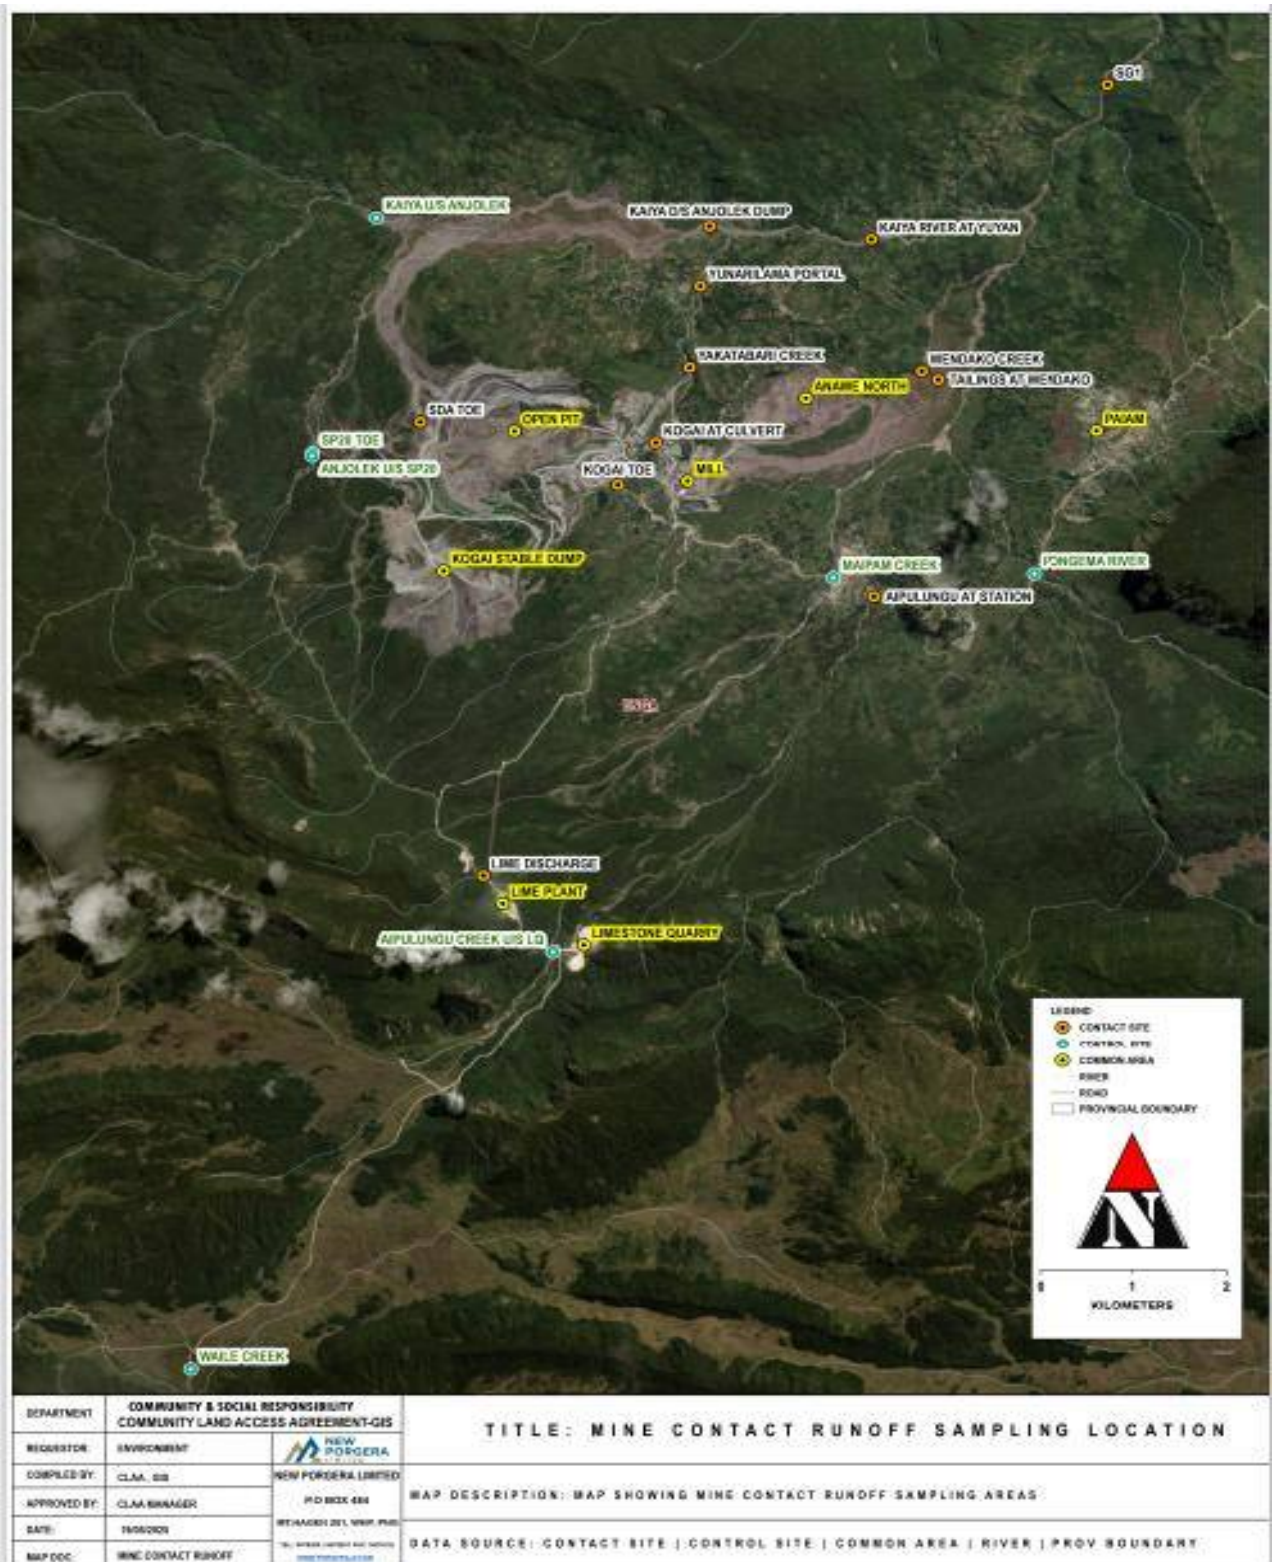 SG1
KAIYA U/S ANJOLEK
KAIYA D/S ANJOLEK DUMP
KAIYA RIVER AT YUYAN
YUNARILAMA PORTAL
YAKATABARI CREEK
WENDAKO CREEK
TAILINGS AT WENDAKO
ANAWE NORTH
SDA TOE
OPEN PIT
PAIAM
KOGAI AT CULVERT
SP20 TOE
ANJOLEK U/S SP20
KOGAI TOE
MILL
KOGAI STABLE DUMP
MAIPAM CREEK
PONGEMA RIVER
AIPULUNGU AT STATION
LIME DISCHARGE
LIME PLANT
LIMESTONE QUARRY
AIPULUNGU CREEK U/S LQ
WAILE CREEK
LEGEND
CONTACT SITE
CONTROL SITE
COMMON AREA
RIVER
ROAD
PROVINCIAL BOUNDARY
N
0 1 2
KILOMETERS
DEPARTMENT COMMUNITY & SOCIAL RESPONSIBILITY
COMMUNITY LAND ACCESS AGREEMENT-GIS
REQUESTOR: ENVIRONMENT
NEW PORGERA
COMPILED BY: CLAA, GIS
NEW PORGERA LIMITED
APPROVED BY: CLAA MANAGER
P O BOX 484
DATE:
MAP DOC: MINE CONTACT RUNOFF
TITLE: MINE CONTACT RUNOFF SAMPLING LOCATION
MAP DESCRIPTION: MAP SHOWING MINE CONTACT RUNOFF SAMPLING AREAS
DATA SOURCE: CONTACT SITE | CONTROL SITE | COMMON AREA | RIVER | PROV BOUNDARY